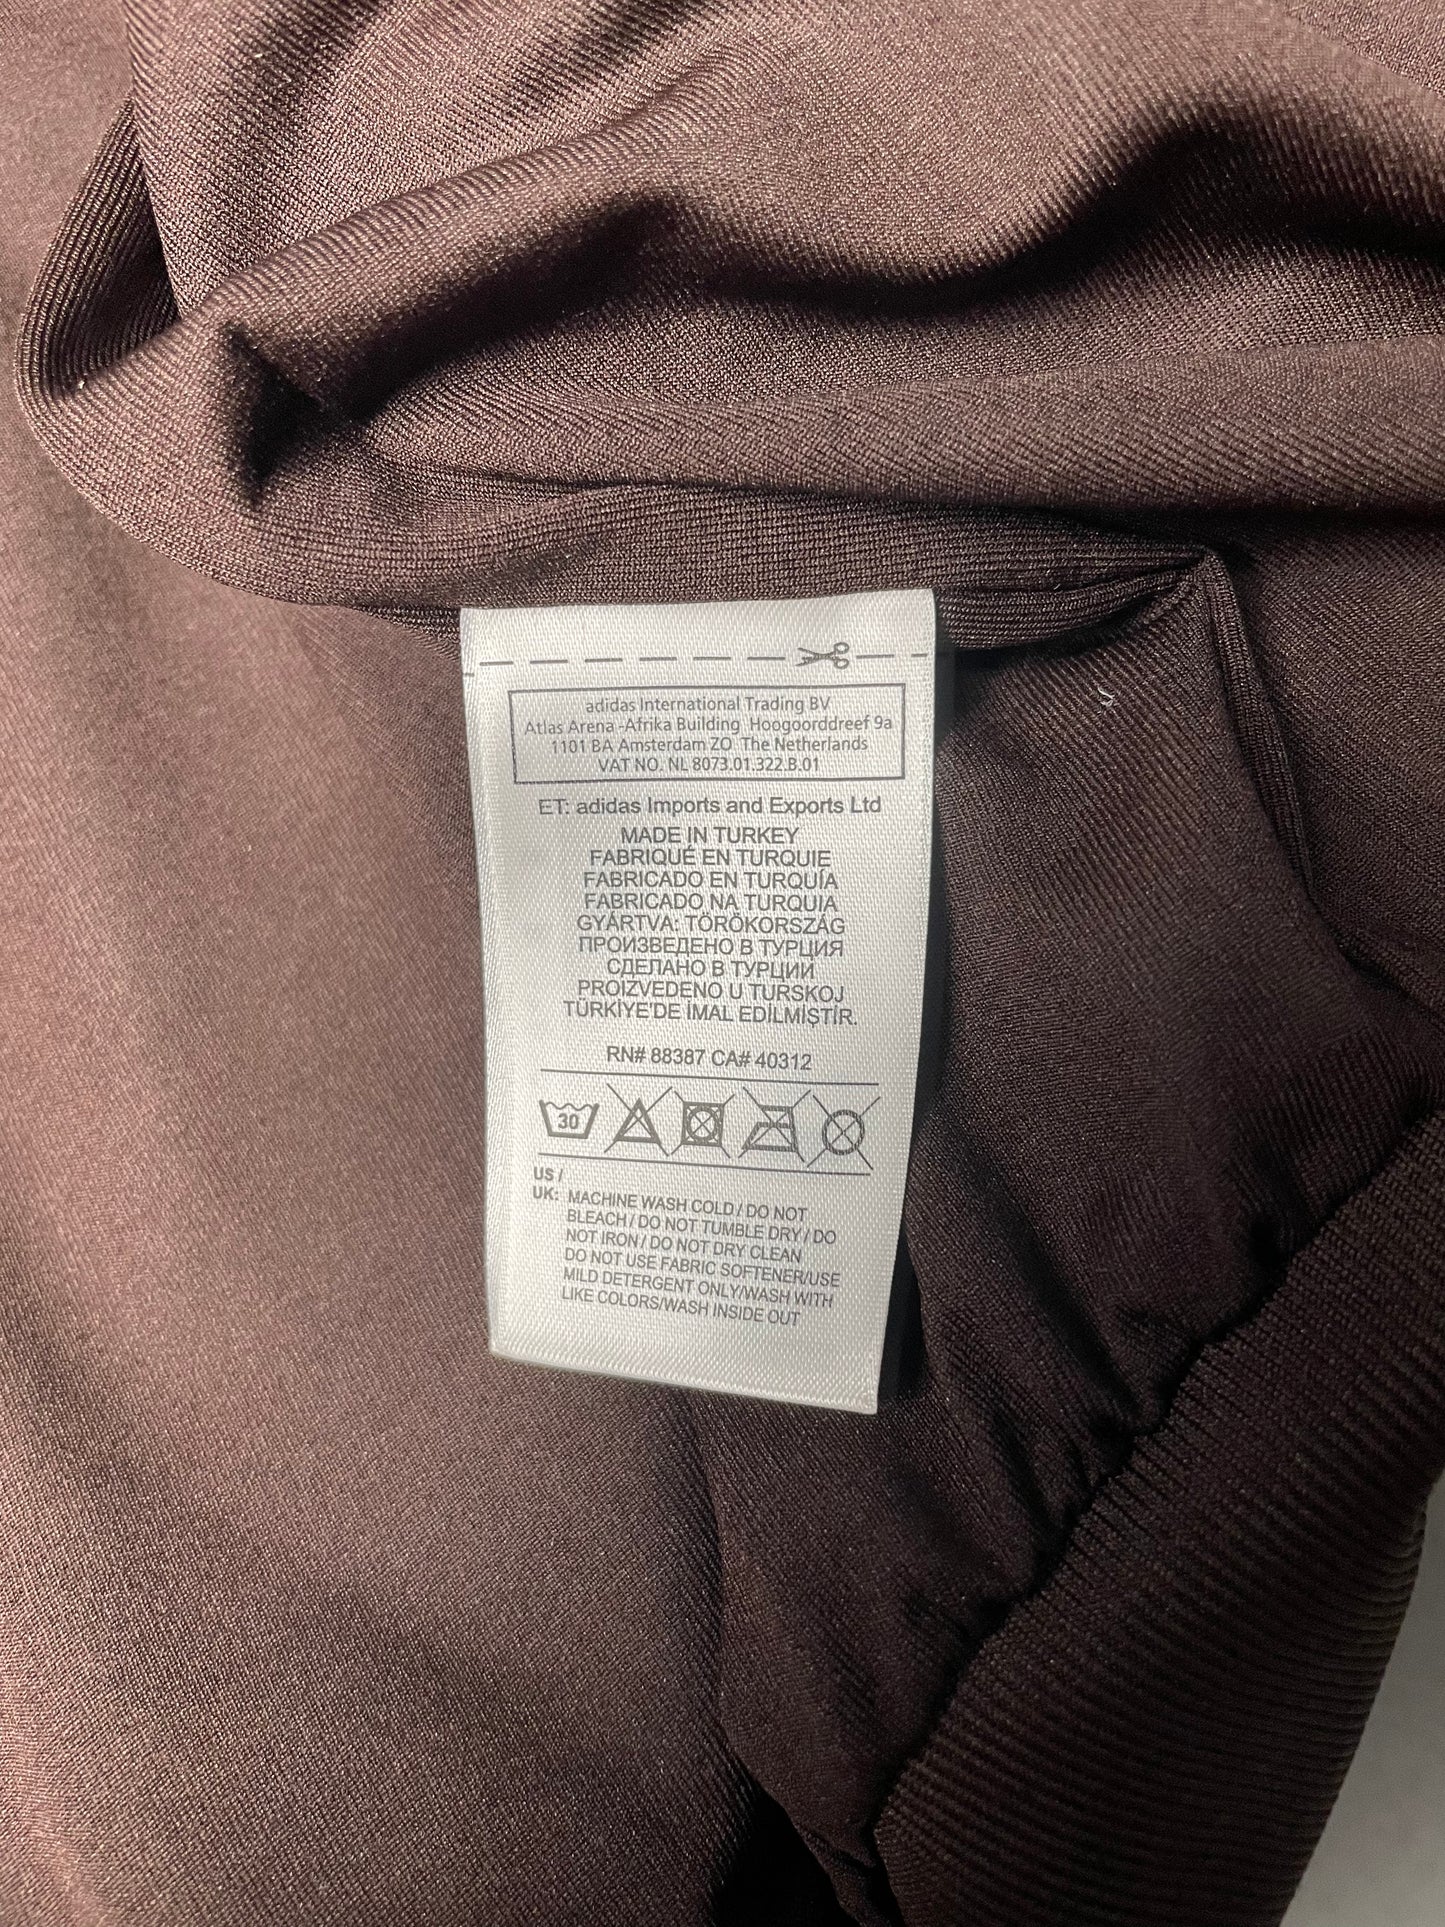 adidas International Trading BV
Atlas Arena -Afrika Building Hoogoorddreef 9a
1101 BA Amsterdam ZO The Netherlands
VAT NO. NL 8073.01.322.B.01
ET: adidas Imports and Exports Ltd
MADE IN TURKEY
FABRIQUÉ EN TURQUIE
FABRICADO EN TURQUÍA
FABRICADO NA TURQUIA
GYÁRTVA: TÖRÖKORSZÁG
ПРОИЗВЕДЕНО В ТУРЦИЯ
СДЕЛАНО В ТУРЦИИ
PROIZVEDENO U TURSKOJ
TÜRKİYE'DE İMAL EDİLMİŞTİR.
RN# 88387 CA# 40312
30
US /
UK: MACHINE WASH COLD / DO NOT
BLEACH / DO NOT TUMBLE DRY / DO
NOT IRON / DO NOT DRY CLEAN
DO NOT USE FABRIC SOFTENER/USE
MILD DETERGENT ONLY/WASH WITH
LIKE COLORS/WASH INSIDE OUT